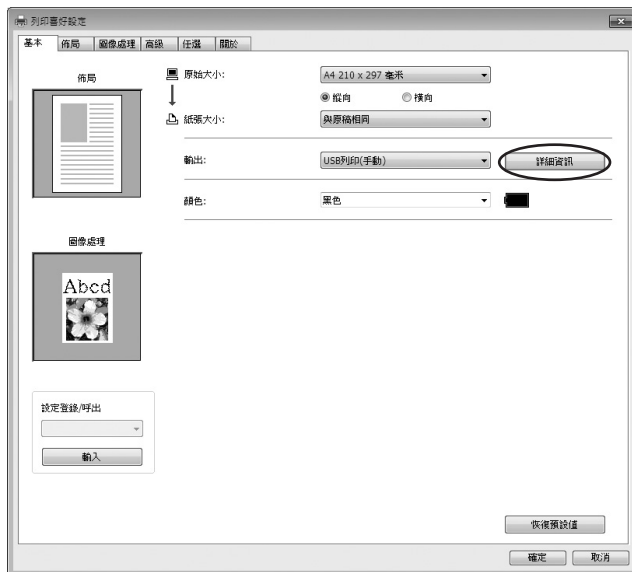 列印喜好設定
基本 佈局 圖像處理 高級 任選 關於
佈局
原始大小: A4 210 x 297 毫米
縱向 橫向
紙張大小: 與原稿相同
輸出: USB列印(手動) 詳細資訊
顏色: 黑色
圖像處理
Abcd
設定登錄/呼出
輸入
恢復預設值
確定 取消